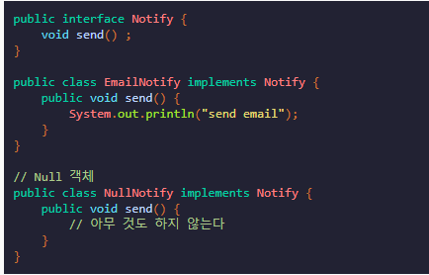 public interface Notify {
    void send() ;
}

public class EmailNotify implements Notify {
    public void send() {
        System.out.println("send email");
    }
}

// Null 객체
public class NullNotify implements Notify {
    public void send() {
        // 아무 것도 하지 않는다
    }
}